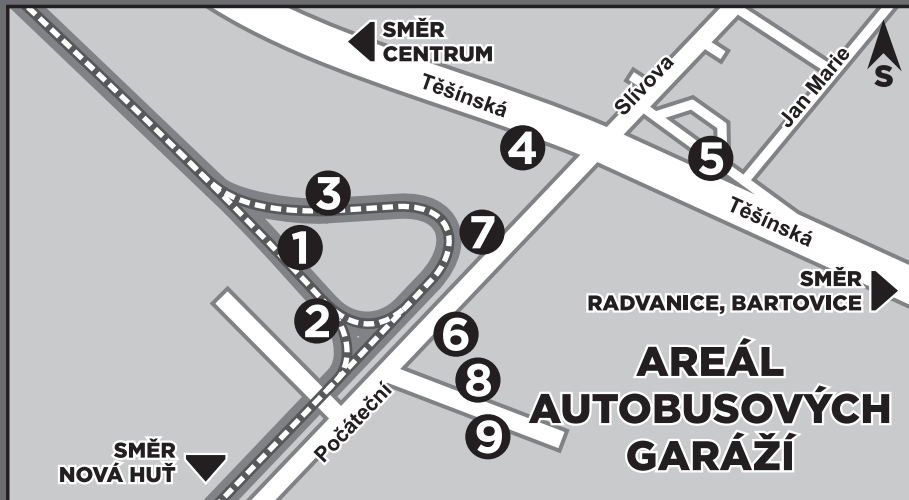 SMĚR
CENTRUM
Těšínská
Slívova
Jan Marie
S
4
5
3
1
7
2
Těšínská
SMĚR
RADVANICE, BARTOVICE
6
8
9
Počáteční
AREÁL
AUTOBUSOVÝCH
GARÁŽÍ
SMĚR
NOVÁ HUŤ